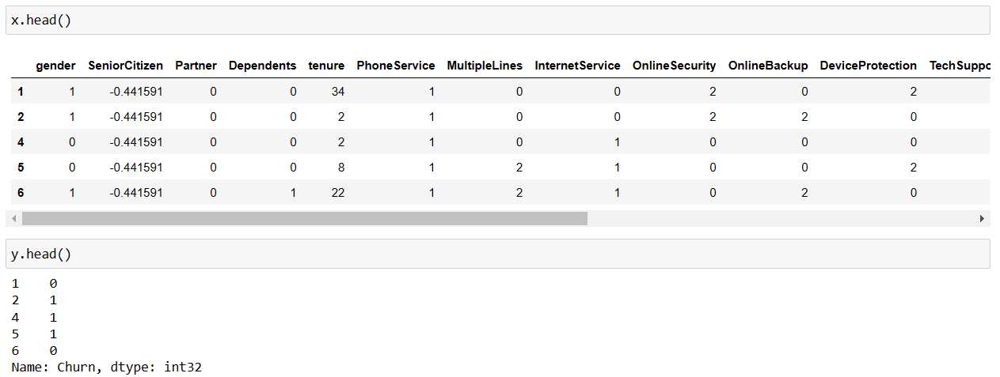 x.head()
gender SeniorCitizen Partner Dependents tenure PhoneService MultipleLines InternetService OnlineSecurity OnlineBackup DeviceProtection TechSuppo
1 1 -0.441591 0 0 34 1 0 0 2 0 2
2 1 -0.441591 0 0 2 1 0 0 2 2 0
4 0 -0.441591 0 0 2 1 0 1 0 0 0
5 0 -0.441591 0 0 8 1 2 1 0 0 2
6 1 -0.441591 0 1 22 1 2 1 0 2 0
y.head()
1 0
2 1
4 1
5 1
6 0
Name: Churn, dtype: int32